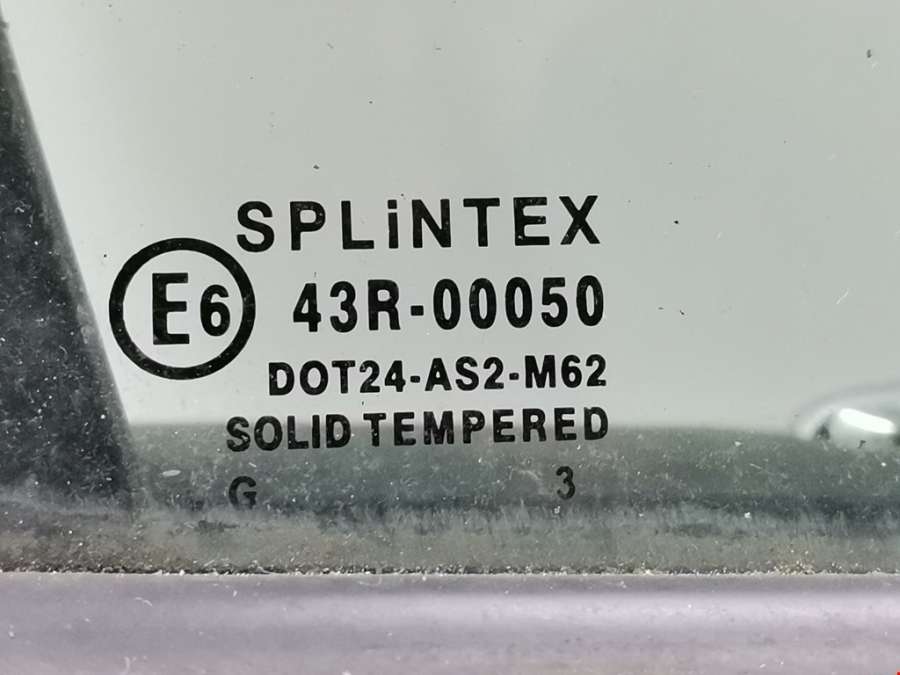 SPLiNTEX
E6 43R-00050
DOT24-AS2-M62
SOLID TEMPERED
G 3